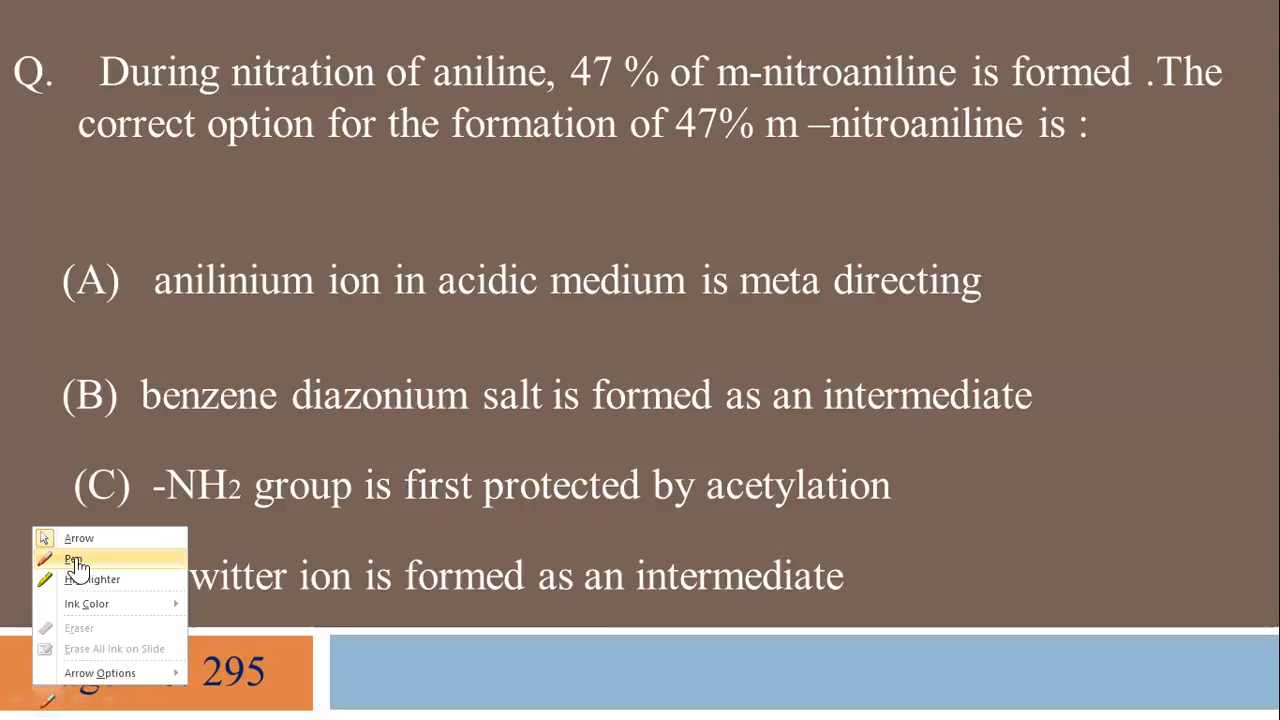 Q. During nitration of aniline, 47 % of m-nitroaniline is formed .The
correct option for the formation of 47% m –nitroaniline is :
(A) anilinium ion in acidic medium is meta directing
(B) benzene diazonium salt is formed as an intermediate
(C) -NH2 group is first protected by acetylation
witter ion is formed as an intermediate
Arrow
Pen
Highlighter
Ink Color
Eraser
Erase All Ink on Slide
Arrow Options
295